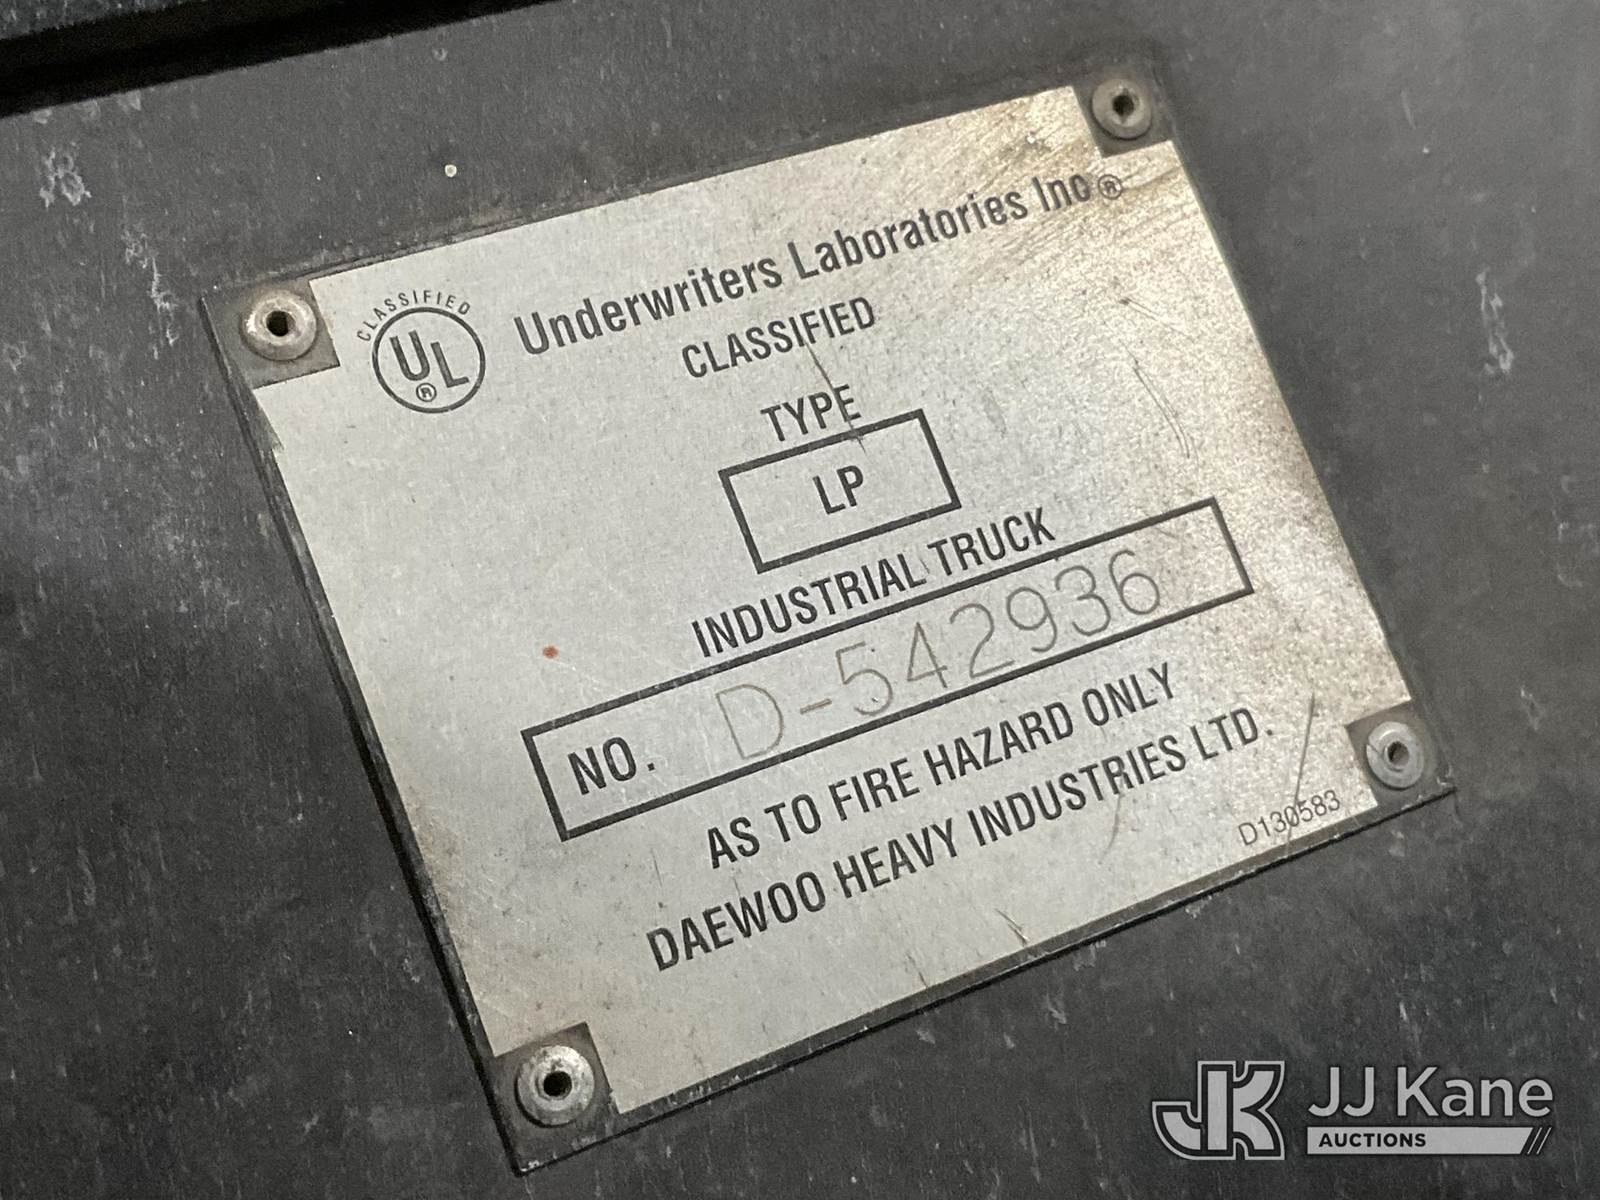 CLASSIFIED
UL®
Underwriters Laboratories Inc®
CLASSIFIED
TYPE
LP
INDUSTRIAL TRUCK
NO. D-542936
AS TO FIRE HAZARD ONLY
DAEWOO HEAVY INDUSTRIES LTD.
D130583
JK JJ Kane
AUCTIONS